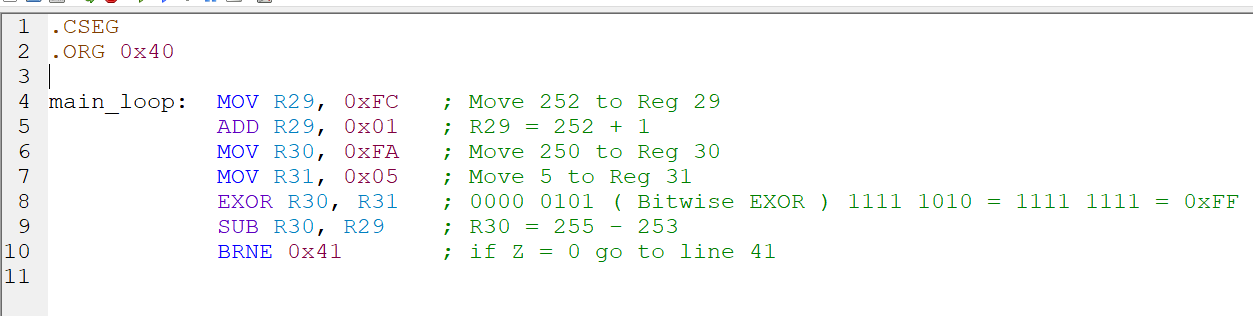 1 .CSEG
2 .ORG 0x40
3
4 main_loop: MOV R29, 0xFC ; Move 252 to Reg 29
5 ADD R29, 0x01 ; R29 = 252 + 1
6 MOV R30, 0xFA ; Move 250 to Reg 30
7 MOV R31, 0x05 ; Move 5 to Reg 31
8 EXOR R30, R31 ; 0000 0101 ( Bitwise EXOR ) 1111 1010 = 1111 1111 = 0xFF
9 SUB R30, R29 ; R30 = 255 - 253
10 BRNE 0x41 ; if Z = 0 go to line 41
11